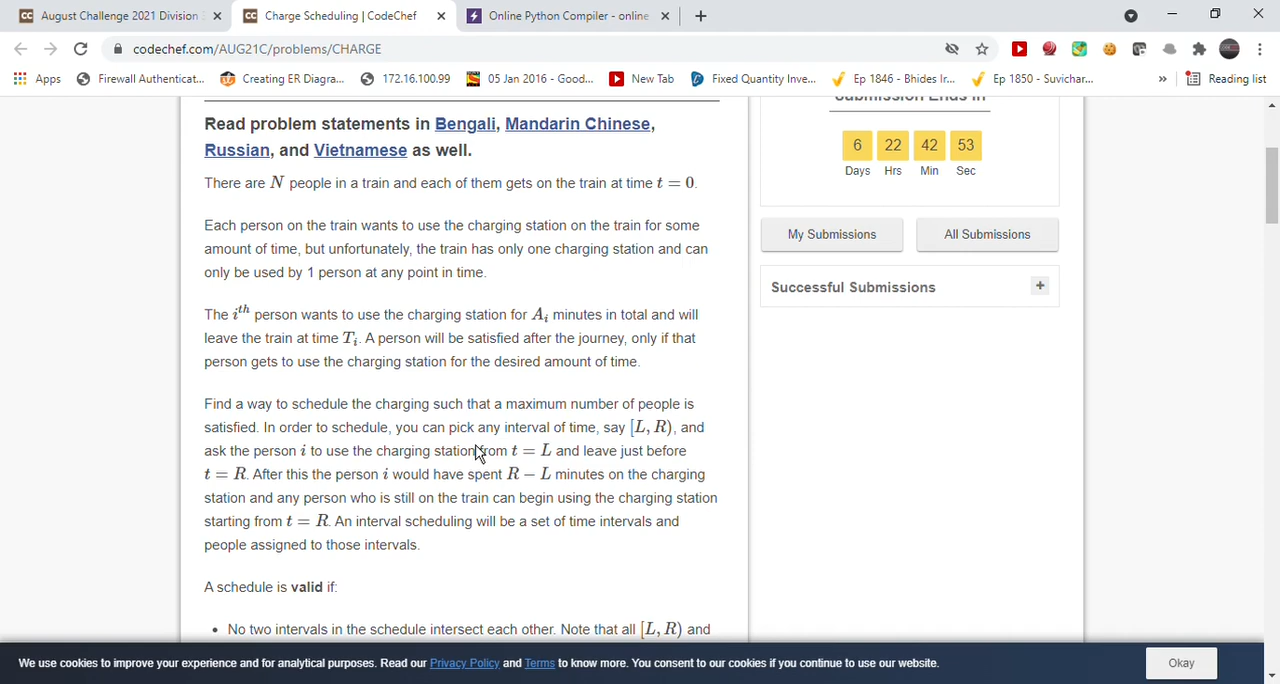 August Challenge 2021 Division
Charge Scheduling | CodeChef
Online Python Compiler - online
codechef.com/AUG21C/problems/CHARGE
Apps
Firewall Authenticat...
Creating ER Diagra...
172.16.100.99
05 Jan 2016 - Good...
New Tab
Fixed Quantity Inve...
Ep 1846 - Bhides Ir...
Ep 1850 - Suvichar...
»
Reading list
Read problem statements in Bengali, Mandarin Chinese,
Russian, and Vietnamese as well.
There are N people in a train and each of them gets on the train at time t = 0.
Each person on the train wants to use the charging station on the train for some
amount of time, but unfortunately, the train has only one charging station and can
only be used by 1 person at any point in time.
The i^th person wants to use the charging station for A_i minutes in total and will
leave the train at time T_i. A person will be satisfied after the journey, only if that
person gets to use the charging station for the desired amount of time.
Find a way to schedule the charging such that a maximum number of people is
satisfied. In order to schedule, you can pick any interval of time, say [L, R), and
ask the person i to use the charging station from t = L and leave just before
t = R. After this the person i would have spent R − L minutes on the charging
station and any person who is still on the train can begin using the charging station
starting from t = R. An interval scheduling will be a set of time intervals and
people assigned to those intervals.
A schedule is valid if:
• No two intervals in the schedule intersect each other. Note that all [L, R) and
Submission Ends In
6 22 42 53
Days Hrs Min Sec
My Submissions
All Submissions
Successful Submissions
+
We use cookies to improve your experience and for analytical purposes. Read our Privacy Policy and Terms to know more. You consent to our cookies if you continue to use our website.
Okay